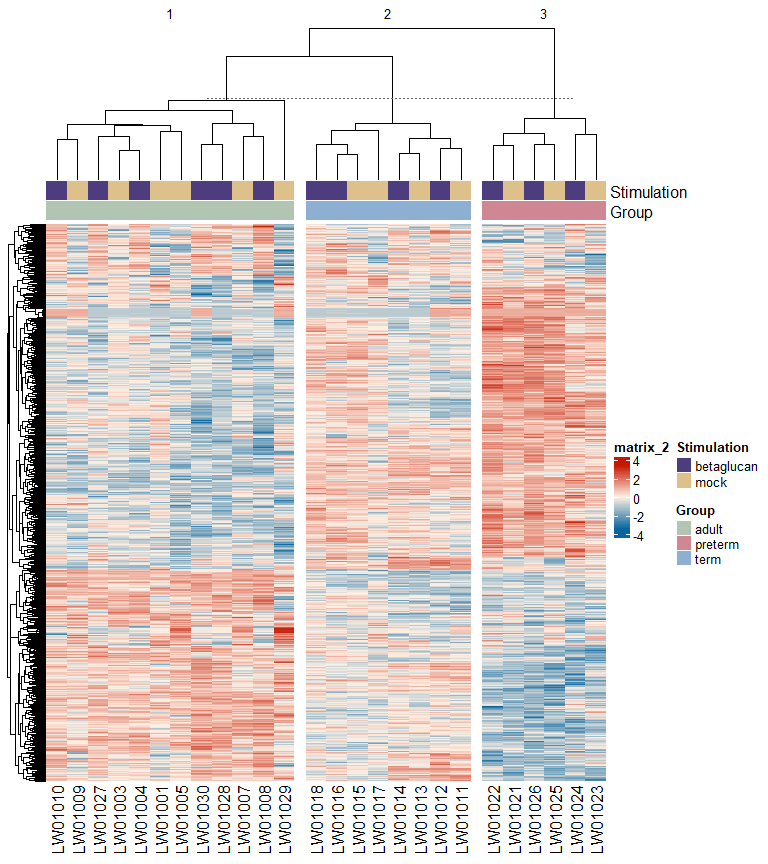 1 2 3
Stimulation
Group
matrix_2
4
2
0
-2
-4
Stimulation
betaglucan
mock
Group
adult
preterm
term
LW01010
LW01009
LW01027
LW01003
LW01004
LW01001
LW01005
LW01030
LW01028
LW01007
LW01008
LW01029
LW01018
LW01016
LW01015
LW01017
LW01014
LW01013
LW01012
LW01011
LW01022
LW01021
LW01026
LW01025
LW01024
LW01023